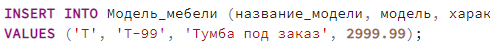 INSERT INTO Модель_мебели (название_модели, модель, харак
VALUES ('Т', 'Т-99', 'Тумба под заказ', 2999.99);